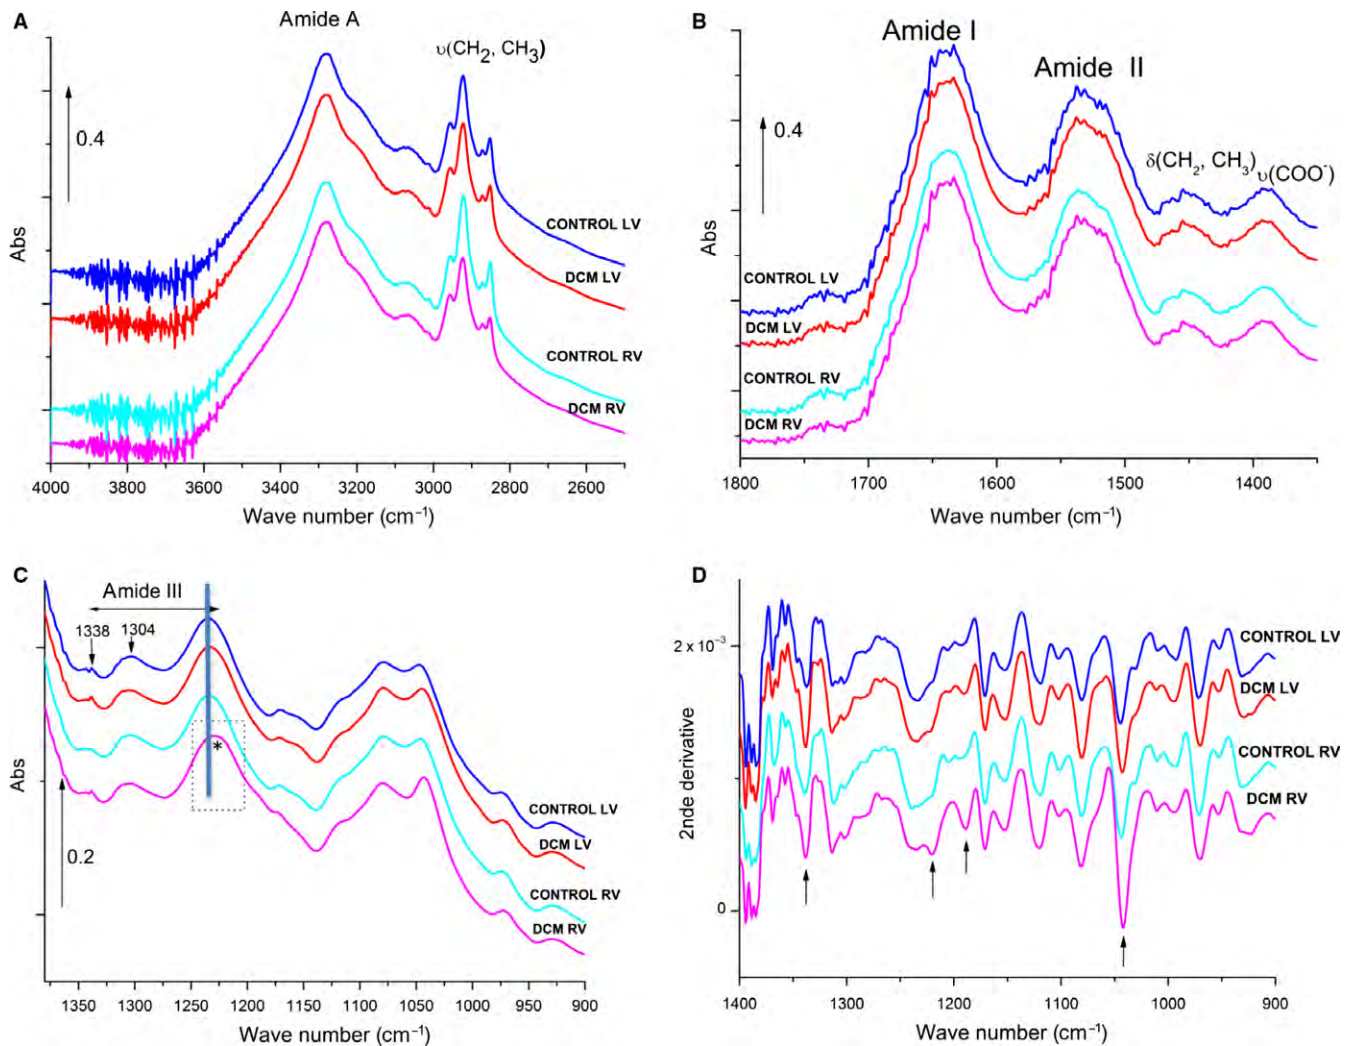 A
Amide A
υ(CH2, CH3)
0.4
Abs
CONTROL LV
DCM LV
CONTROL RV
DCM RV
4000 3800 3600 3400 3200 3000 2800 2600
Wave number (cm⁻¹)
B
Amide I
Amide II
0.4
δ(CH2, CH3)
υ(COO⁻)
Abs
CONTROL LV
DCM LV
CONTROL RV
DCM RV
1800 1700 1600 1500 1400
Wave number (cm⁻¹)
C
Amide III
1338 1304
*
Abs
0.2
CONTROL LV
DCM LV
CONTROL RV
DCM RV
1350 1300 1250 1200 1150 1100 1050 1000 950 900
Wave number (cm⁻¹)
D
2 x⁻³
2nde derivative
0
CONTROL LV
DCM LV
CONTROL RV
DCM RV
1400 1300 1200 1100 1000 900
Wave number (cm⁻¹)